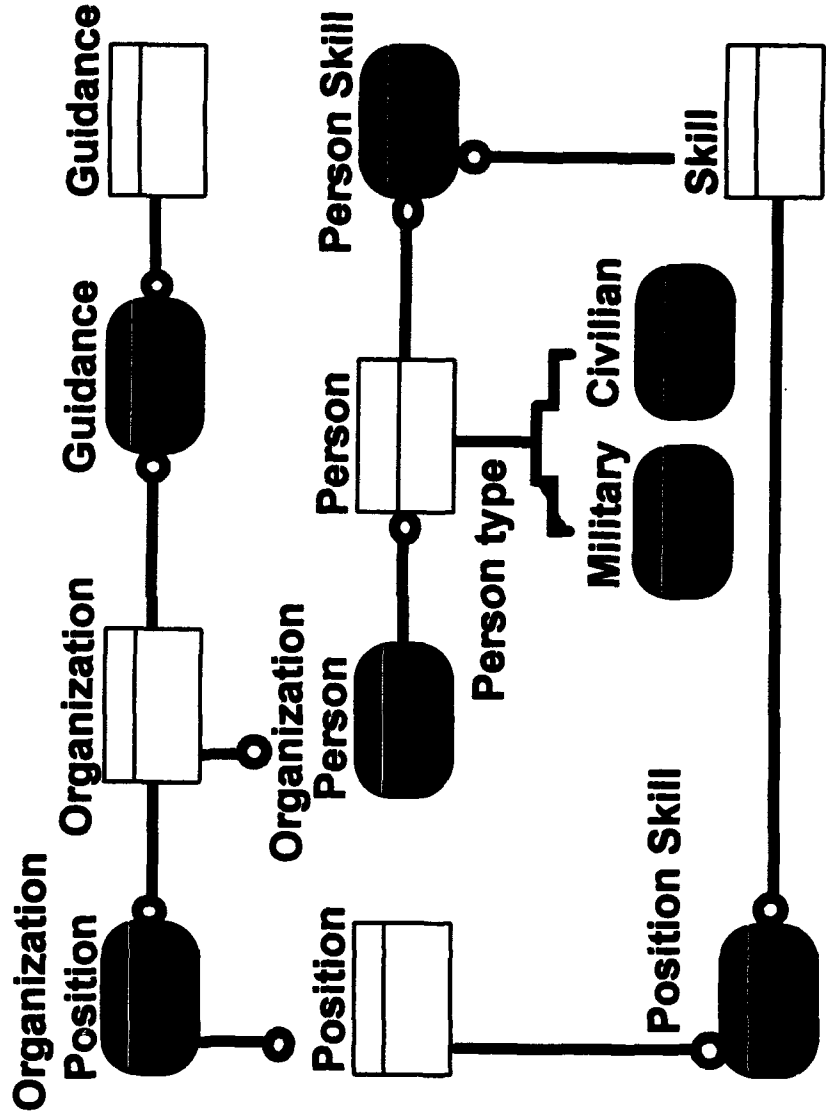 Organization
Position
Organization
Guidance
Guidance
Position
Organization
Person
Person
Person Skill
Person type
Military
Civilian
Position Skill
Skill